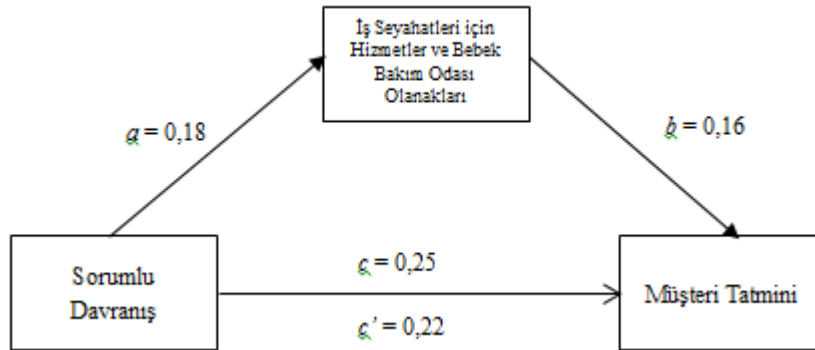 İş Seyahatleri için
Hizmetler ve Bebek
Bakım Odası
Olanakları
a = 0,18
b = 0,16
Sorumlu
Davranış
c = 0,25
c’ = 0,22
Müşteri Tatmini